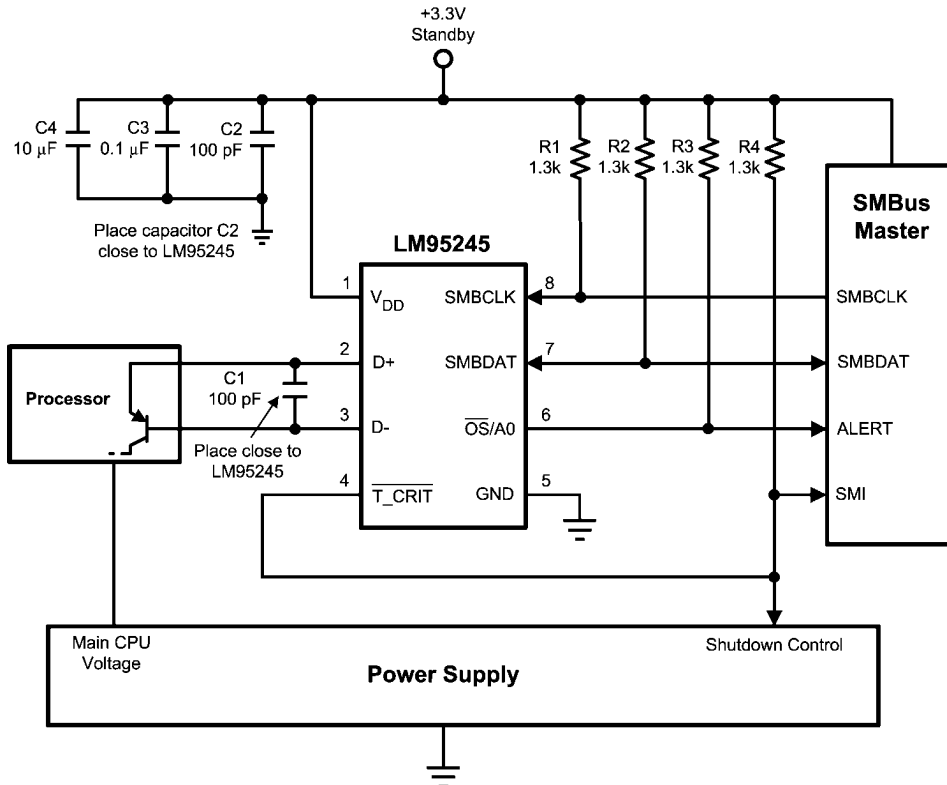 +3.3V
Standby
C4
10 µF
C3
0.1 µF
C2
100 pF
R1
1.3k
R2
1.3k
R3
1.3k
R4
1.3k
Place capacitor C2
close to LM95245
SMBus
Master
LM95245
1
VDD
SMBCLK
8
SMBCLK
2
D+
SMBDAT
7
SMBDAT
Processor
C1
100 pF
3
D-
OS/A0
6
ALERT
Place close to
LM95245
4
T_CRIT
GND
5
SMI
Main CPU
Voltage
Shutdown Control
Power Supply